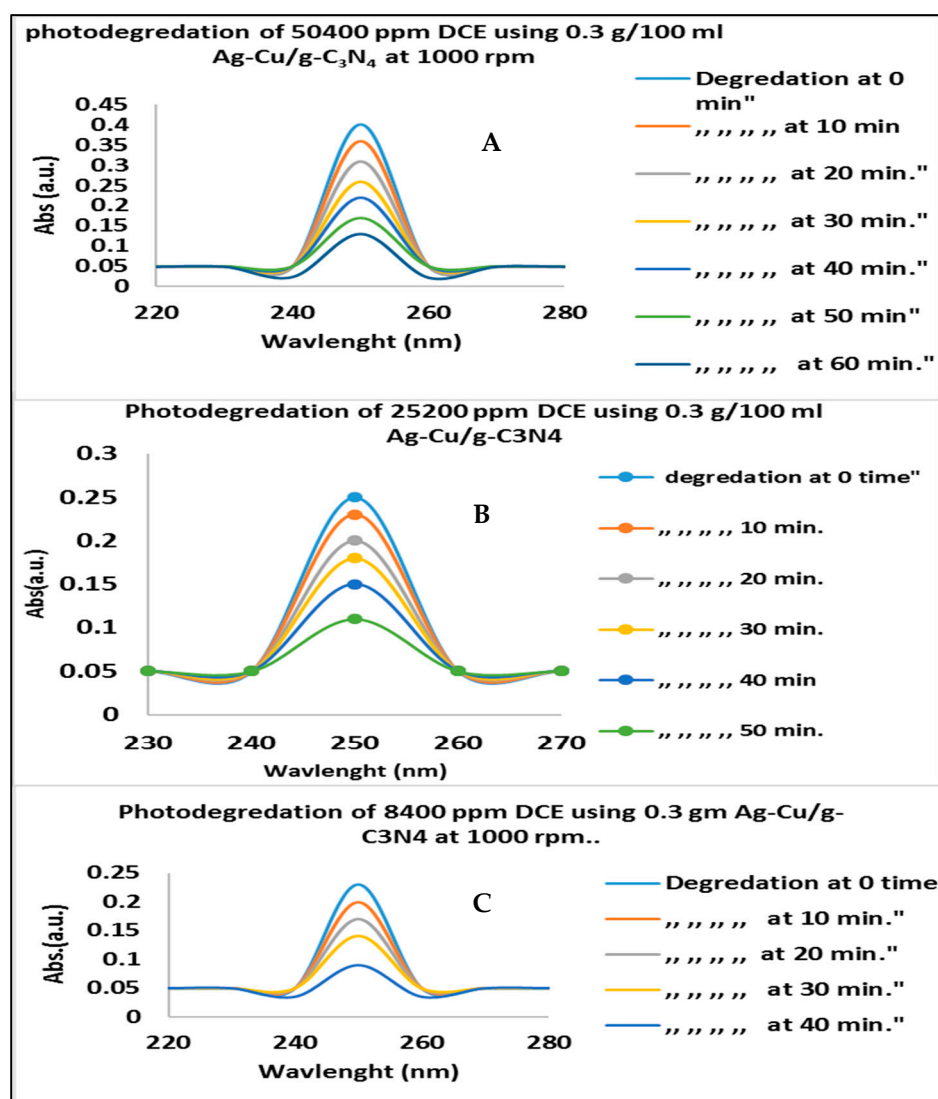 photodegredation of 50400 ppm DCE using 0.3 g/100 ml
Ag-Cu/g-C₃N₄ at 1000 rpm
A
Abs (a.u.)
0.45
0.4
0.35
0.3
0.25
0.2
0.15
0.1
0.05
0
220 230 240 250 260 270 280
Wavlenght (nm)
Degredation at 0
min"
,, ,, ,, ,, at 10 min
,, ,, ,, ,, at 20 min."
,, ,, ,, ,, at 30 min."
,, ,, ,, ,, at 40 min."
,, ,, ,, ,, at 50 min"
,, ,, ,, ,, at 60 min."
Photodegredation of 25200 ppm DCE using 0.3 g/100 ml
Ag-Cu/g-C3N4
B
Abs(a.u.)
0.3
0.25
0.2
0.15
0.1
0.05
0
230 240 250 260 270
Wavlenght (nm)
degredation at 0 time"
,, ,, ,, ,, 10 min.
,, ,, ,, ,, 20 min.
,, ,, ,, ,, 30 min.
,, ,, ,, ,, 40 min
,, ,, ,, ,, 50 min.
Photodegredation of 8400 ppm DCE using 0.3 gm Ag-Cu/g-
C3N4 at 1000 rpm..
C
Abs.(a.u.)
0.25
0.2
0.15
0.1
0.05
0
220 230 240 250 260 270 280
Wavlenght (nm)
Degredation at 0 time
,, ,, ,, ,, at 10 min."
,, ,, ,, ,, at 20 min."
,, ,, ,, ,, at 30 min."
,, ,, ,, ,, at 40 min."